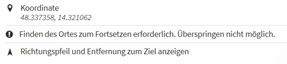 Koordinate
48.337358, 14.321062
Finden des Ortes zum Fortsetzen erforderlich. Überspringen nicht möglich.
Richtungspfeil und Entfernung zum Ziel anzeigen